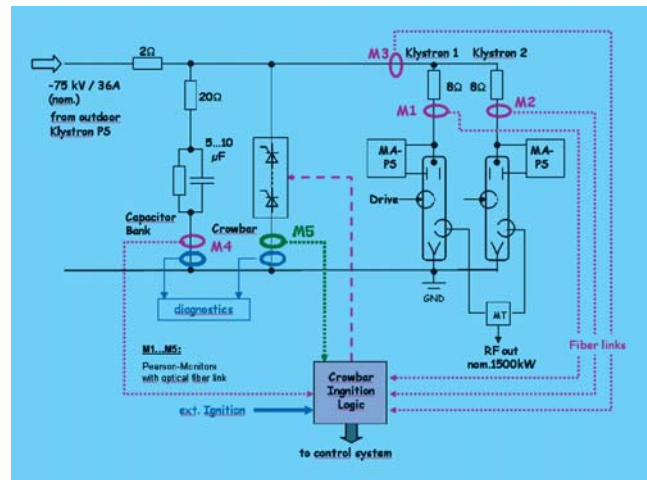 2Ω
M3
Klystron 1
Klystron 2
-75 kV / 36A
(nom.)
from outdoor
Klystron PS
20Ω
8Ω
8Ω
M1
M2
5...10
µF
MA-
PS
MA-
PS
Drive
Capacitor
Bank
Crowbar
M4
M5
GND
diagnostics
MT
M1...M5:
Pearson-Monitors
with optical fiber link
RF out
nom.1500kW
Fiber links
Crowbar
Ingnition
Logic
ext. Ignition
to control system